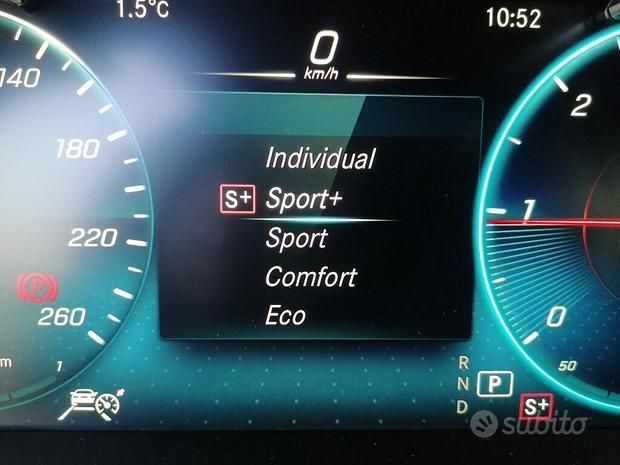 1.5°C
10:52
0
km/h
140
180
220
260
1
Individual
S+ Sport+
Sport
Comfort
Eco
2
1
0
50
R
N P
D S+
subito